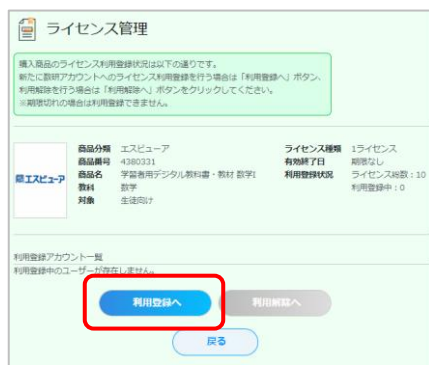 ライセンス管理
購入商品のライセンス利用登録状況は以下の通りです。
新たに数研アカウントへのライセンス利用登録を行う場合は「利用登録へ」ボタン、
利用解除を行う場合は「利用解除へ」ボタンをクリックしてください。
※期限切れの場合は利用登録できません。
エスビューア
商品分類 エスビューア
商品番号 4380331
商品名 学習者用デジタル教科書・教材 数学I
教科 数学
対象 生徒向け
ライセンス種類 1ライセンス
有効終了日 期限なし
利用登録状況 ライセンス総数：10
利用登録中：0
利用登録アカウント一覧
利用登録中のユーザーが存在しません。
利用登録へ
利用解除へ
戻る